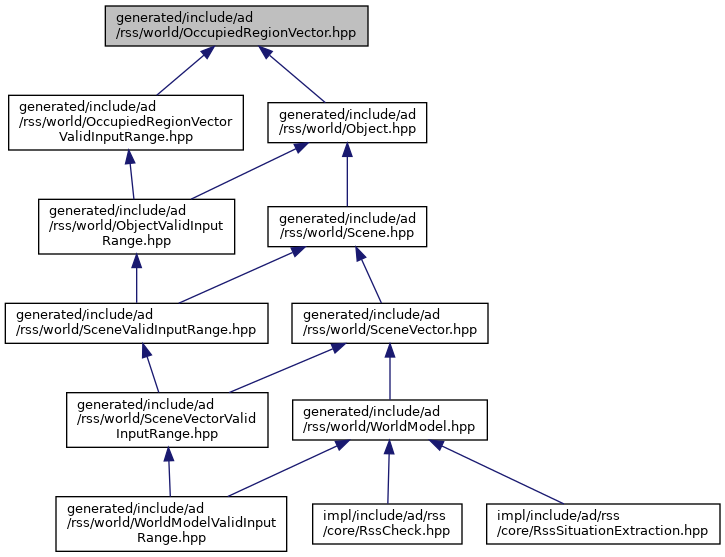 generated/include/ad
/rss/world/OccupiedRegionVector.hpp
generated/include/ad
/rss/world/OccupiedRegionVector
ValidInputRange.hpp
generated/include/ad
/rss/world/Object.hpp
generated/include/ad
/rss/world/ObjectValidInput
Range.hpp
generated/include/ad
/rss/world/Scene.hpp
generated/include/ad
/rss/world/SceneValidInputRange.hpp
generated/include/ad
/rss/world/SceneVector.hpp
generated/include/ad
/rss/world/SceneVectorValid
InputRange.hpp
generated/include/ad
/rss/world/WorldModel.hpp
generated/include/ad
/rss/world/WorldModelValidInput
Range.hpp
impl/include/ad/rss
/core/RssCheck.hpp
impl/include/ad/rss
/core/RssSituationExtraction.hpp